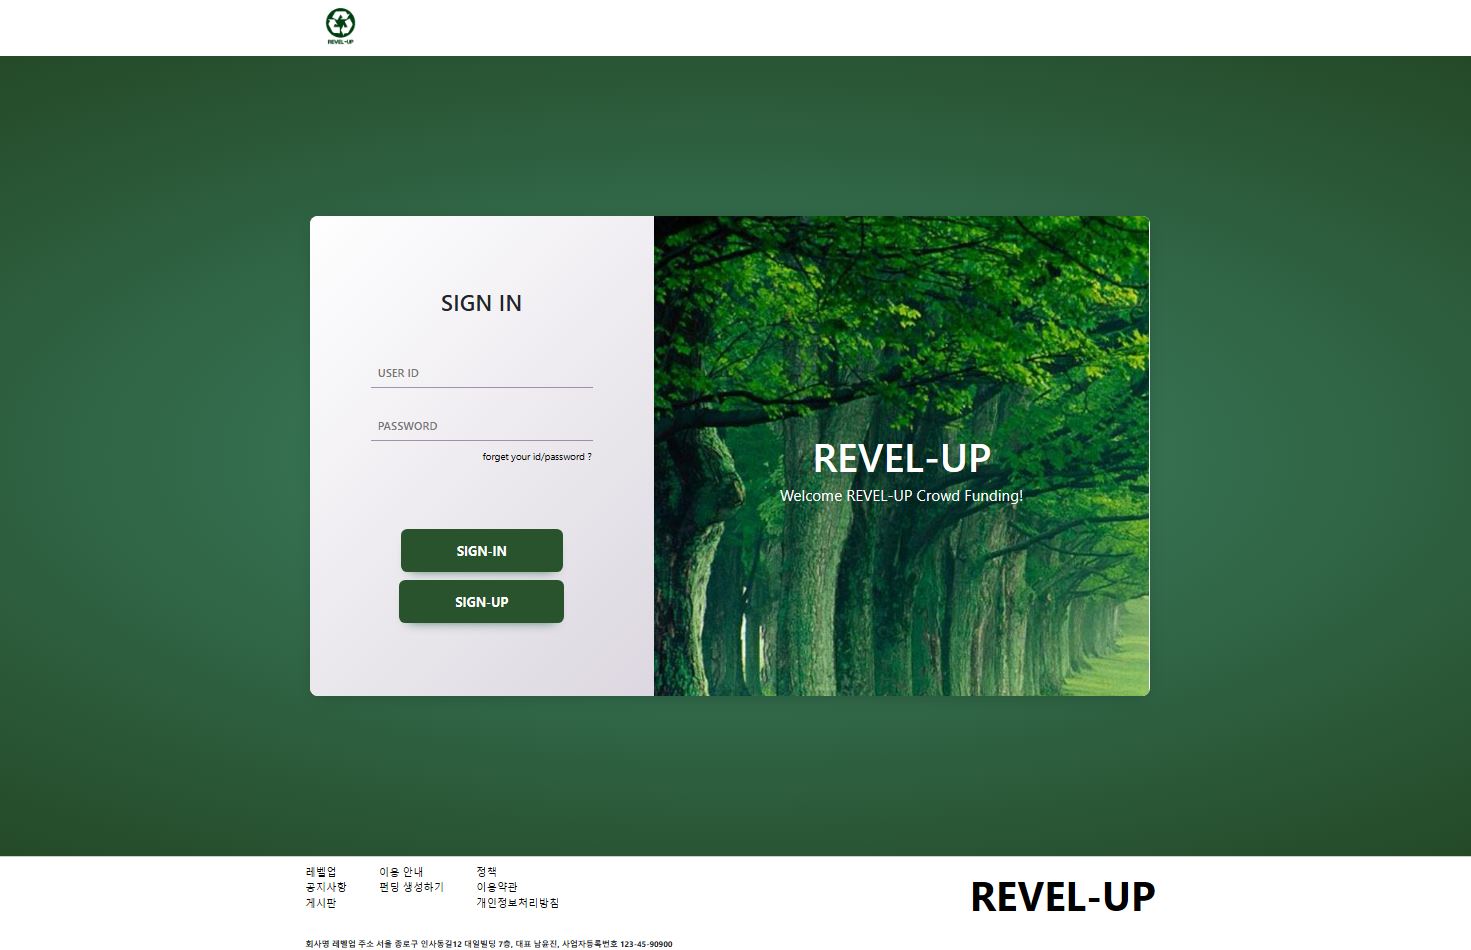 REVEL-UP
SIGN IN
USER ID
PASSWORD
forget your id/password ?
SIGN-IN
SIGN-UP
REVEL-UP
Welcome REVEL-UP Crowd Funding!
레벨업 이용 안내 정책
공지사항 펀딩 생성하기 이용약관
게시판 개인정보처리방침
REVEL-UP
회사명 레벨업 주소 서울 종로구 인사동길12 대일빌딩 7층, 대표 남윤진, 사업자등록번호 123-45-90900